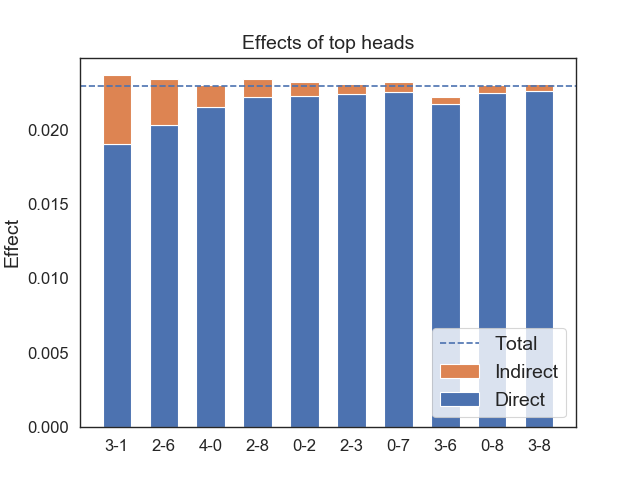 Effects of top heads
Effect
0.020
0.015
0.010
0.005
0.000
3-1 2-6 4-0 2-8 0-2 2-3 0-7 3-6 0-8 3-8
Total
Indirect
Direct